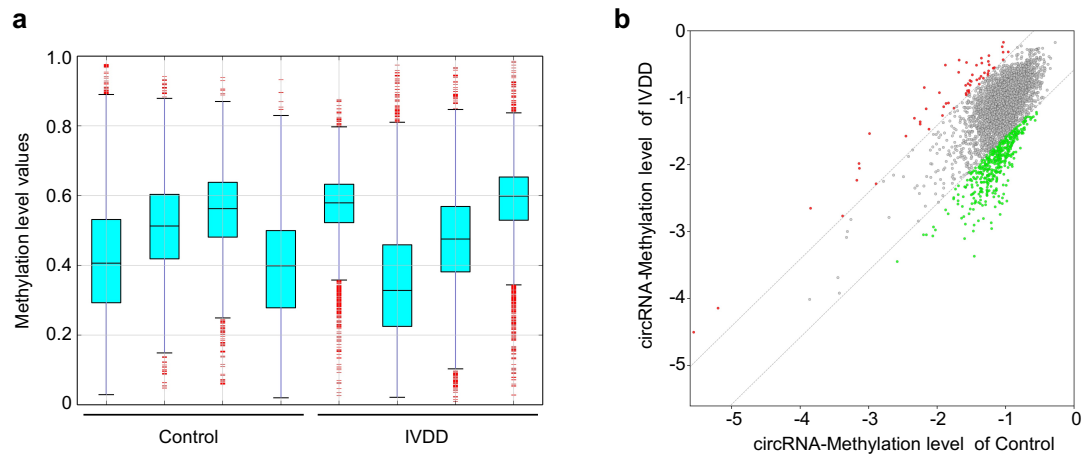 a
Methylation level values
1.0
0.8
0.6
0.4
0.2
0
Control
IVDD
b
circRNA-Methylation level of IVDD
-0
-1
-2
-3
-4
-5
-5
-4
-3
-2
-1
0
circRNA-Methylation level of Control